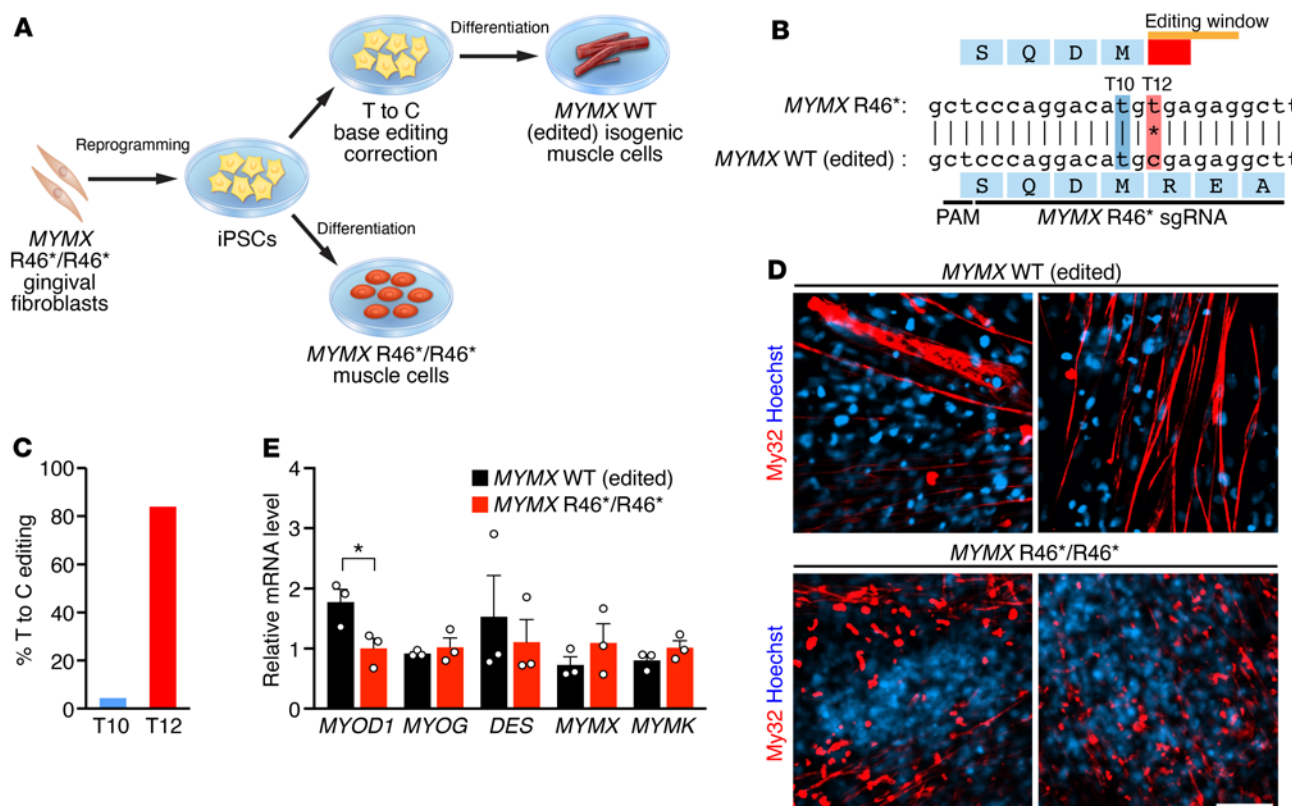 A
Reprogramming
MYMX
R46*/R46*
gingival
fibroblasts
iPSCs
T to C
base editing
correction
Differentiation
MYMX WT
(edited) isogenic
muscle cells
Differentiation
MYMX R46*/R46*
muscle cells
B
Editing window
S Q D M
T10 T12
MYMX R46*: gctcccaggacatgtgagaggctt
*
MYMX WT (edited) : gctcccaggacatgcgagaggctt
S Q D M R E A
PAM MYMX R46* sgRNA
C
% T to C editing
100
80
60
40
20
0
T10 T12
E
Relative mRNA level
4
3
2
1
0
MYMX WT (edited)
MYMX R46*/R46*
*
MYOD1 MYOG DES MYMX MYMK
D
MYMX WT (edited)
My32 Hoechst
MYMX R46*/R46*
My32 Hoechst